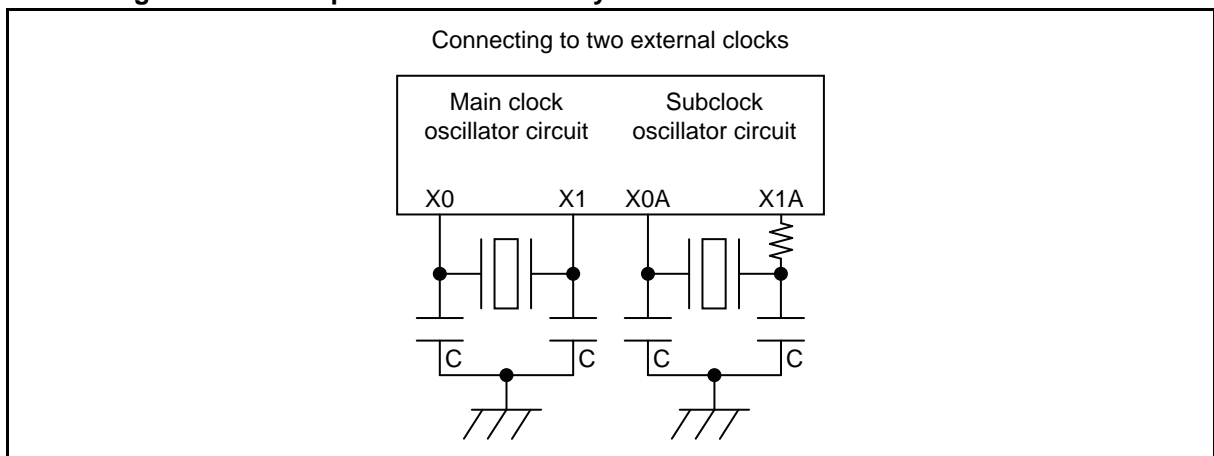 Connecting to two external clocks
Main clock
oscillator circuit
Subclock
oscillator circuit
X0 X1 X0A X1A
C C C C